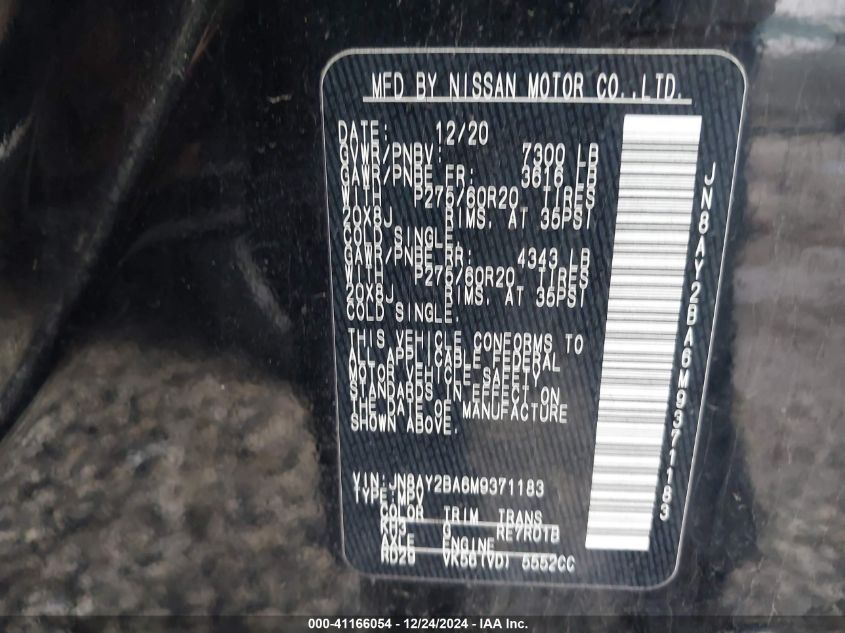 MFD BY NISSAN MOTOR CO.,LTD.
DATE: 12/20
GVWR/PNBV: 7300 LB
GAWR/PNBE FR: 3616 LB
WITH P275/60R20 TIRES
20X8J RIMS, AT 35PSI
COLD SINGLE.
GAWR/PNBE RR: 4343 LB
WITH P275/60R20 TIRES
20X8J RIMS, AT 35PSI
COLD SINGLE.
THIS VEHICLE CONFORMS TO
ALL APPLICABLE FEDERAL
MOTOR VEHICLE SAFETY
STANDARDS IN EFFECT ON
THE DATE OF MANUFACTURE
SHOWN ABOVE.
VIN:JN8AY2BA6M9371183
TYPE:MPV
COLOR TRIM TRANS
KH3 G RE7R01B
AXLE ENGINE
RD29 VK56(VD) 5552CC
JN8AY2BA6M9371183
000-41166054 - 12/24/2024 - IAA Inc.